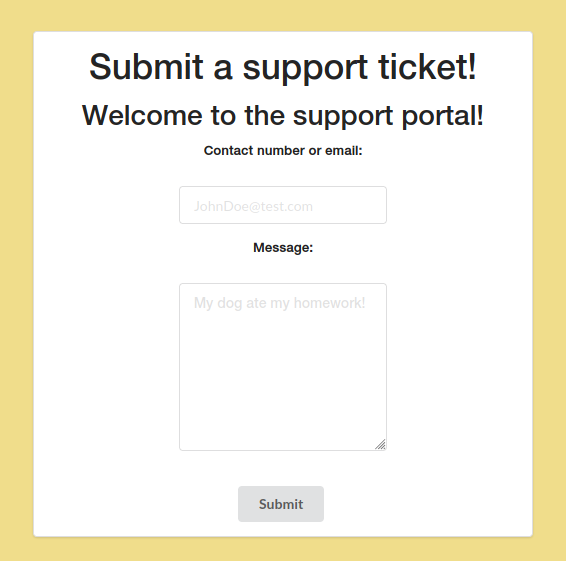 Submit a support ticket!
Welcome to the support portal!
Contact number or email:
JohnDoe@test.com
Message:
My dog ate my homework!
Submit